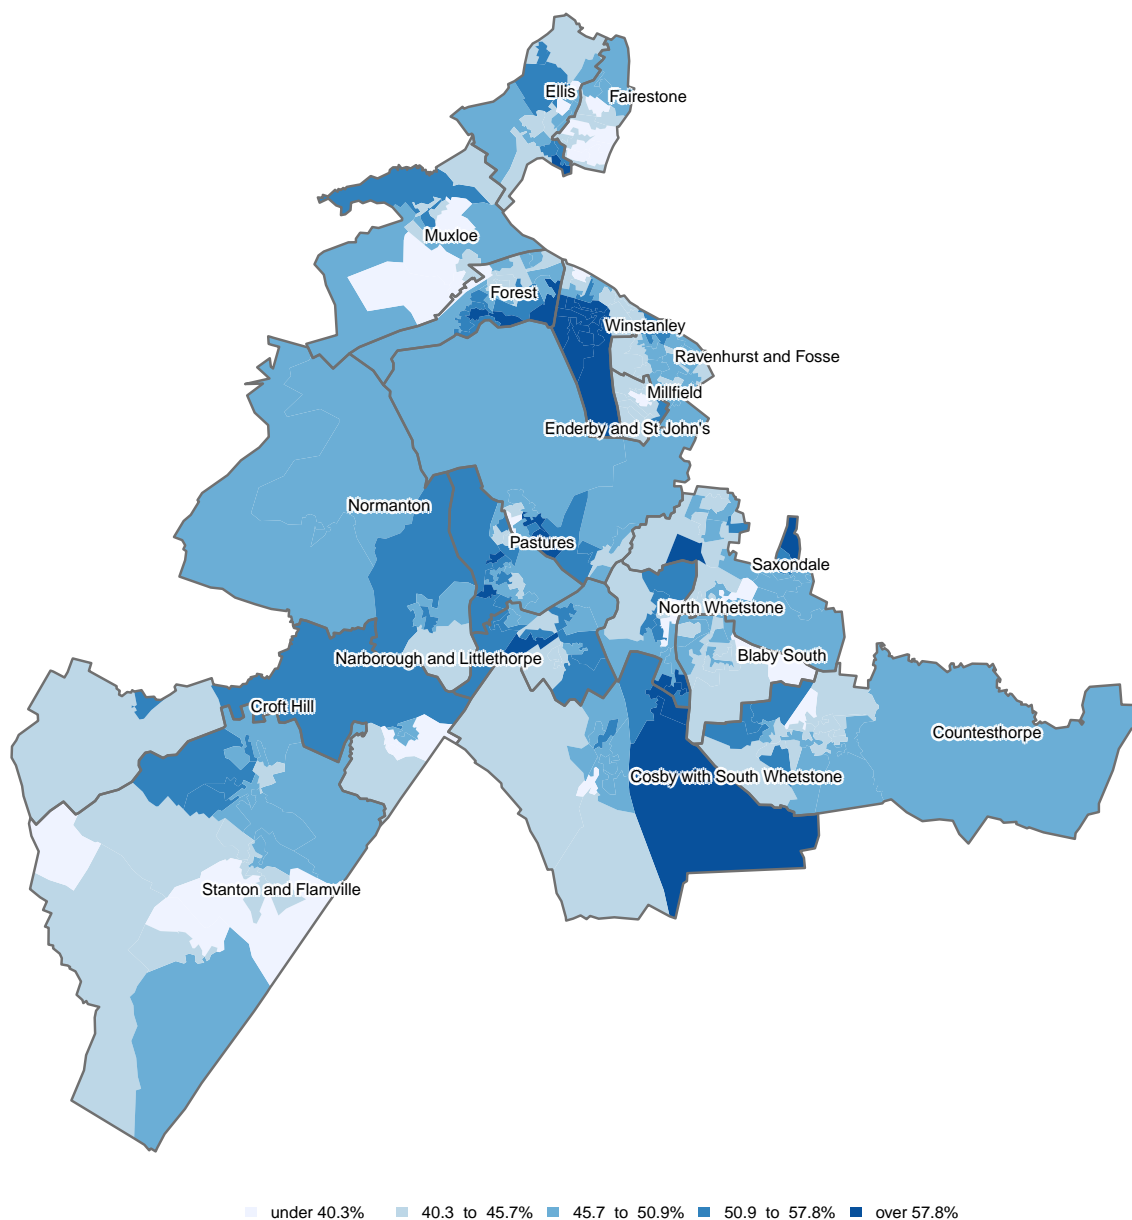 Ellis
Fairestone
Muxloe
Forest
Winstanley
Ravenhurst and Fosse
Millfield
Enderby and St John's
Normanton
Pastures
Saxondale
North Whetstone
Blaby South
Narborough and Littlethorpe
Croft Hill
Countesthorpe
Cosby with South Whetstone
Stanton and Flamville
under 40.3% 40.3 to 45.7% 45.7 to 50.9% 50.9 to 57.8% over 57.8%